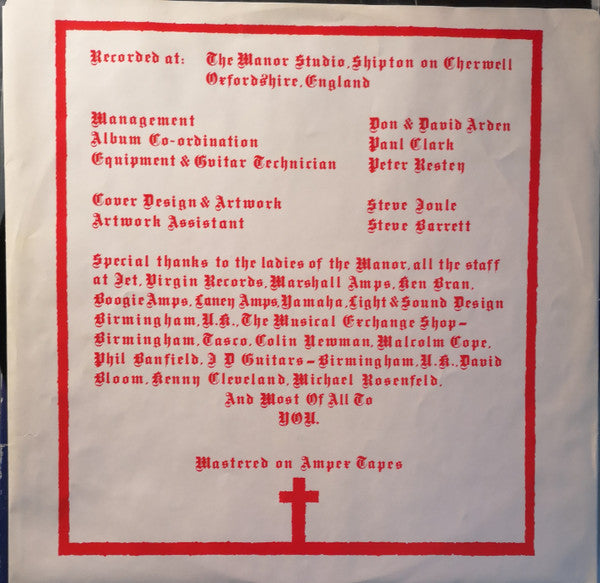 Recorded at: The Manor Studio, Shipton on Cherwell
Oxfordshire, England
Management Don & David Arden
Album Co-ordination Paul Clark
Equipment & Guitar Technician Peter Restey
Cover Design & Artwork Steve Joule
Artwork Assistant Steve Barrett
Special thanks to the ladies of the Manor, all the staff
at Jet, Virgin Records, Marshall Amps, Ken Bran,
Boogie Amps, Laney Amps, Yamaha, Light & Sound Design
Birmingham, U.K., The Musical Exchange Shop-
Birmingham, Tasco, Colin Newman, Malcolm Cope,
Phil Banfield, J D Guitars - Birmingham, U.K., David
Bloom, Kenny Cleveland, Michael Rosenfeld,
And Most Of All To
YOU.
Mastered on Ampex Tapes